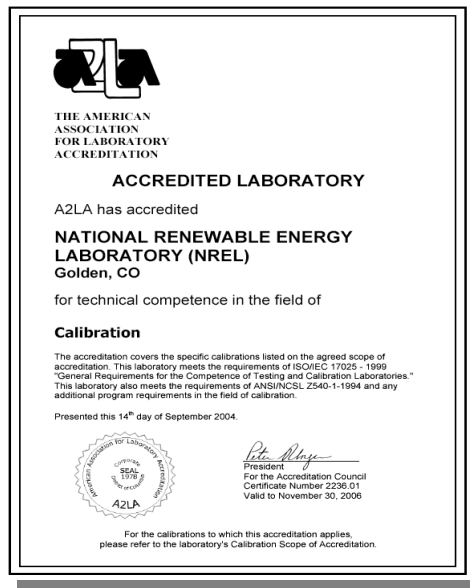 A2LA
THE AMERICAN
ASSOCIATION
FOR LABORATORY
ACCREDITATION
ACCREDITED LABORATORY
A2LA has accredited
NATIONAL RENEWABLE ENERGY
LABORATORY (NREL)
Golden, CO
for technical competence in the field of
Calibration
The accreditation covers the specific calibrations listed on the agreed scope of
accreditation. This laboratory meets the requirements of ISO/IEC 17025 - 1999
"General Requirements for the Competence of Testing and Calibration Laboratories."
This laboratory also meets the requirements of ANSI/NCSL Z540-1-1994 and any
additional program requirements in the field of calibration.
Presented this 14th day of September 2004.
American Association for Laboratory Accreditation
Corporate
SEAL
1978
District of Columbia
A2LA
President
For the Accreditation Council
Certificate Number 2236.01
Valid to November 30, 2006
For the calibrations to which this accreditation applies,
please refer to the laboratory's Calibration Scope of Accreditation.